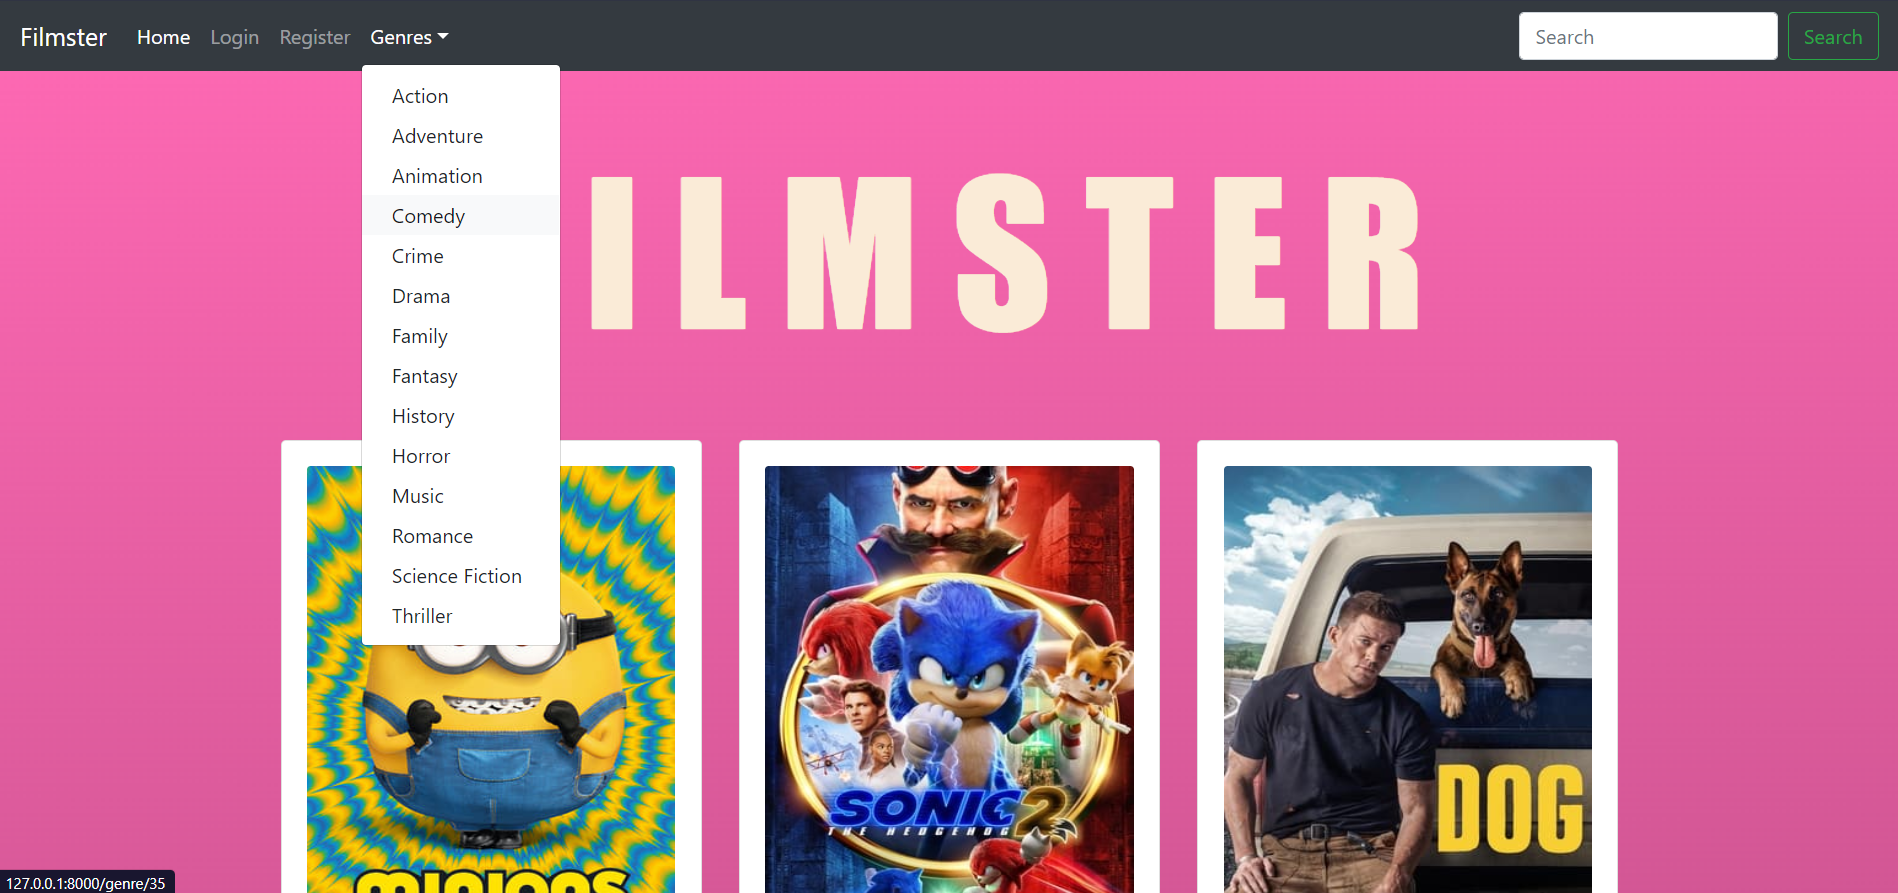 Filmster Home Login Register Genres Search Search
Action
Adventure
Animation
Comedy
Crime
Drama
Family
Fantasy
History
Horror
Music
Romance
Science Fiction
Thriller
ILMSTER
SONIC 2
THE HEDGEHOG
DOG
MINIONS
127.0.0.1:8000/genre/35